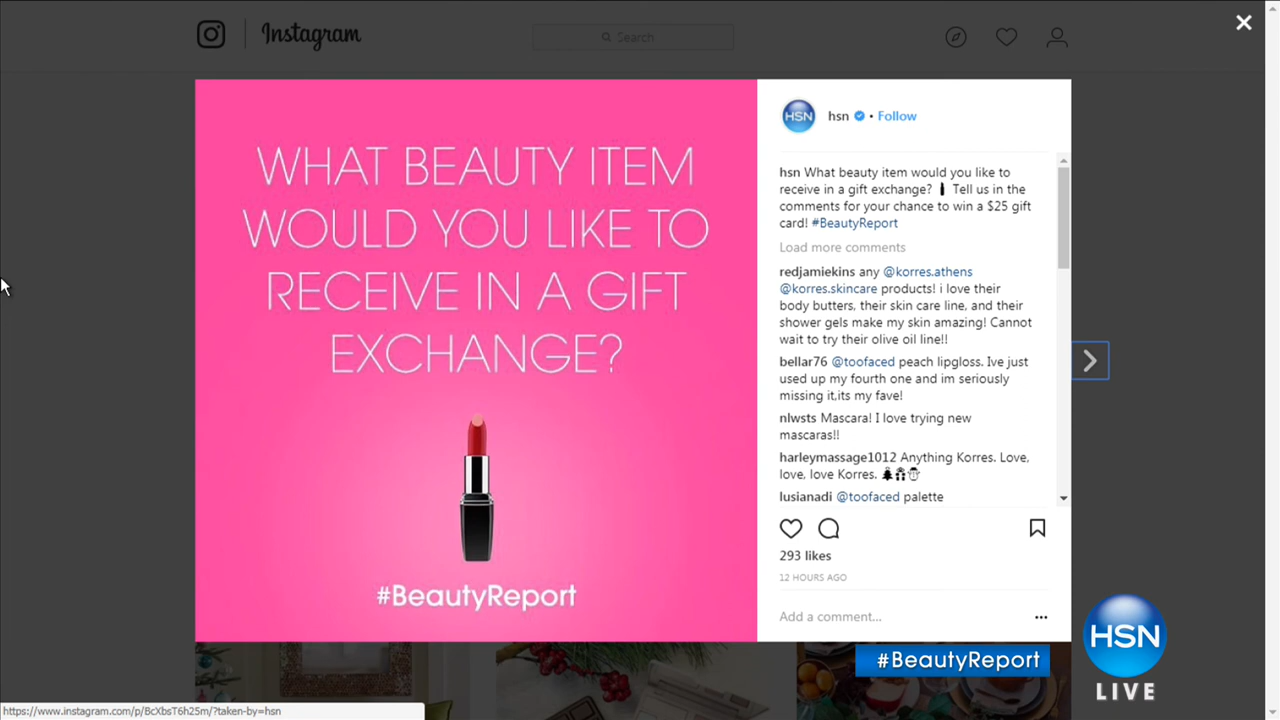 Instagram
Search
WHAT BEAUTY ITEM
WOULD YOU LIKE TO
RECEIVE IN A GIFT
EXCHANGE?
#BeautyReport
HSN
hsn • Follow
hsn What beauty item would you like to
receive in a gift exchange? Tell us in the
comments for your chance to win a $25 gift
card! #BeautyReport
Load more comments
redjamiekins any @korres.athens
@korres.skincare products! i love their
body butters, their skin care line, and their
shower gels make my skin amazing! Cannot
wait to try their olive oil line!!
bellar76 @toofaced peach lipgloss. Ive just
used up my fourth one and im seriously
missing it,its my fave!
nlwsts Mascara! I love trying new
mascaras!!
harleymassage1012 Anything Korres. Love,
love, love Korres.
lusianadi @toofaced palette
293 likes
12 HOURS AGO
Add a comment...
#BeautyReport
HSN
LIVE
https://www.instagram.com/p/BcXbsT6h25m/?taken-by=hsn